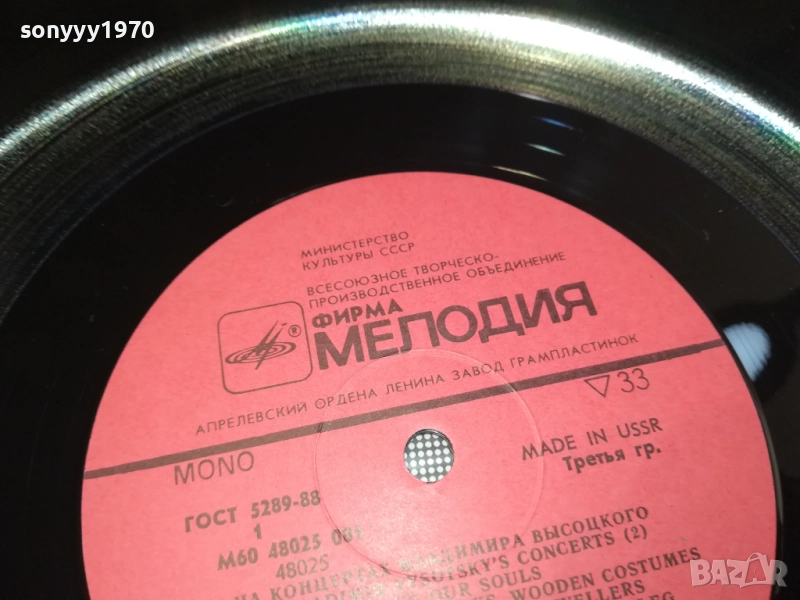 sonyyy1970
МИНИСТЕРСТВО
КУЛЬТУРЫ СССР
ВСЕСОЮЗНОЕ ТВОРЧЕСКО-
ПРОИЗВОДСТВЕННОЕ ОБЪЕДИНЕНИЕ
ФИРМА
МЕЛОДИЯ
®
АПРЕЛЕВСКИЙ ОРДЕНА ЛЕНИНА ЗАВОД ГРАМПЛАСТИНОК
▽33
MONO
MADE IN USSR
Третья гр.
ГОСТ 5289-88
1
М60 48025
48025
НА КОНЦЕРТАХ ВЛАДИМИРА ВЫСОЦКОГО
CONCERTS (2)
OUR SOULS
WOODEN COSTUMES
BAZAR